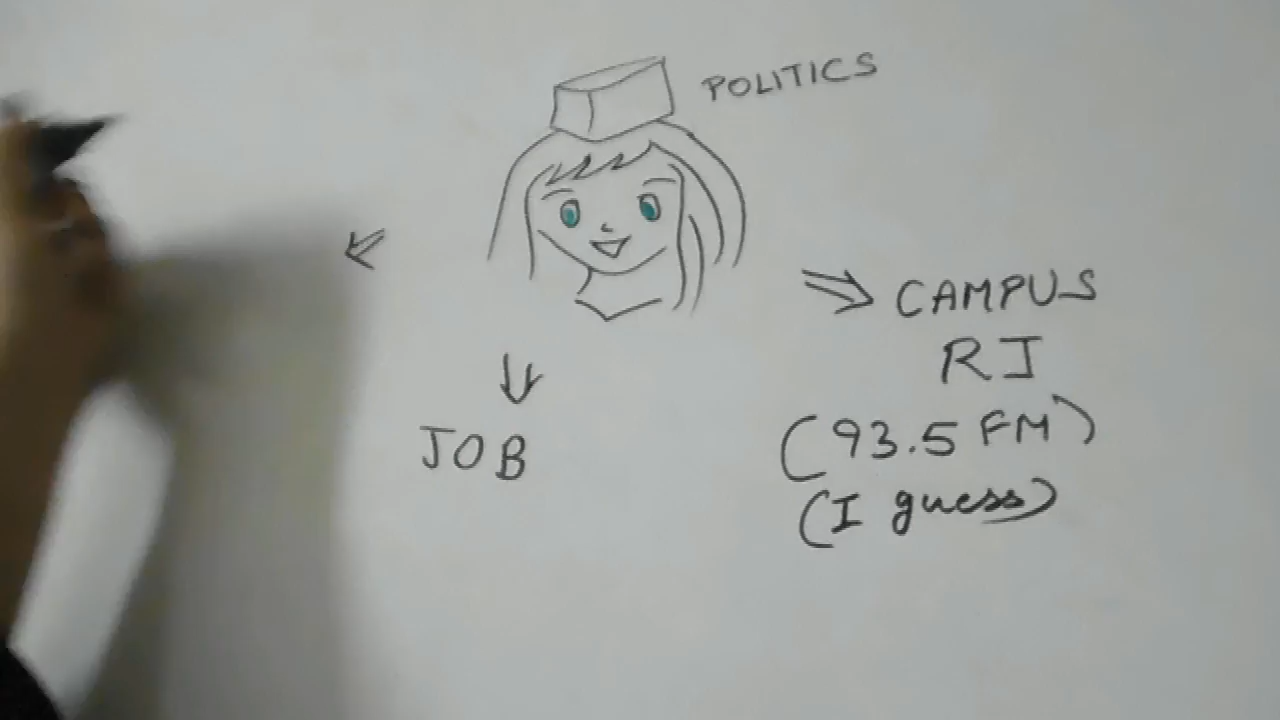 POLITICS
CAMPUS
RJ
(93.5 FM)
(I guess)
JOB